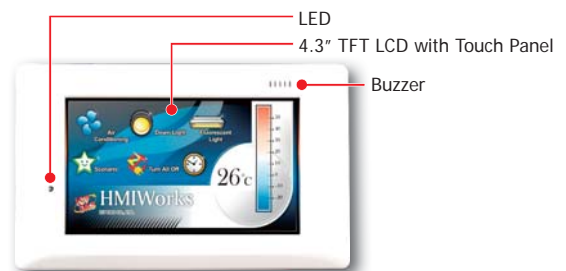 LED
4.3" TFT LCD with Touch Panel
Buzzer
Air
Conditioning
Down Light
Fluorescent
Light
Scenario
Turn All Off
26°c
HMIWorks